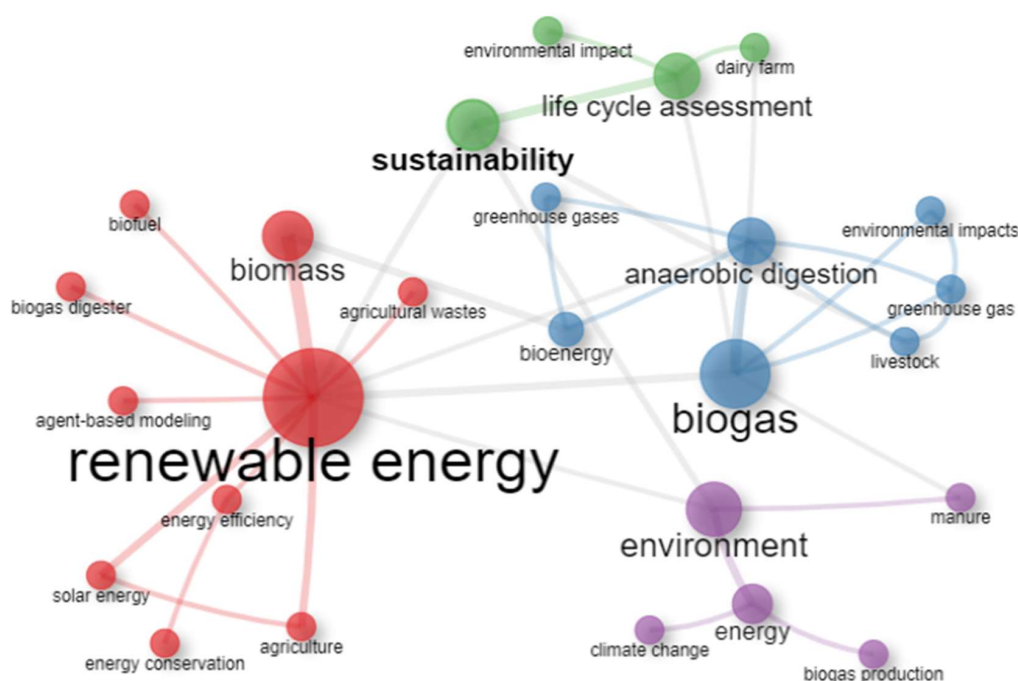 environmental impact
dairy farm
life cycle assessment
sustainability
biofuel
greenhouse gases
environmental impacts
biomass
anaerobic digestion
biogas digester
agricultural wastes
greenhouse gas
bioenergy
livestock
agent-based modeling
biogas
renewable energy
energy efficiency
manure
environment
solar energy
energy
agriculture
climate change
energy conservation
biogas production